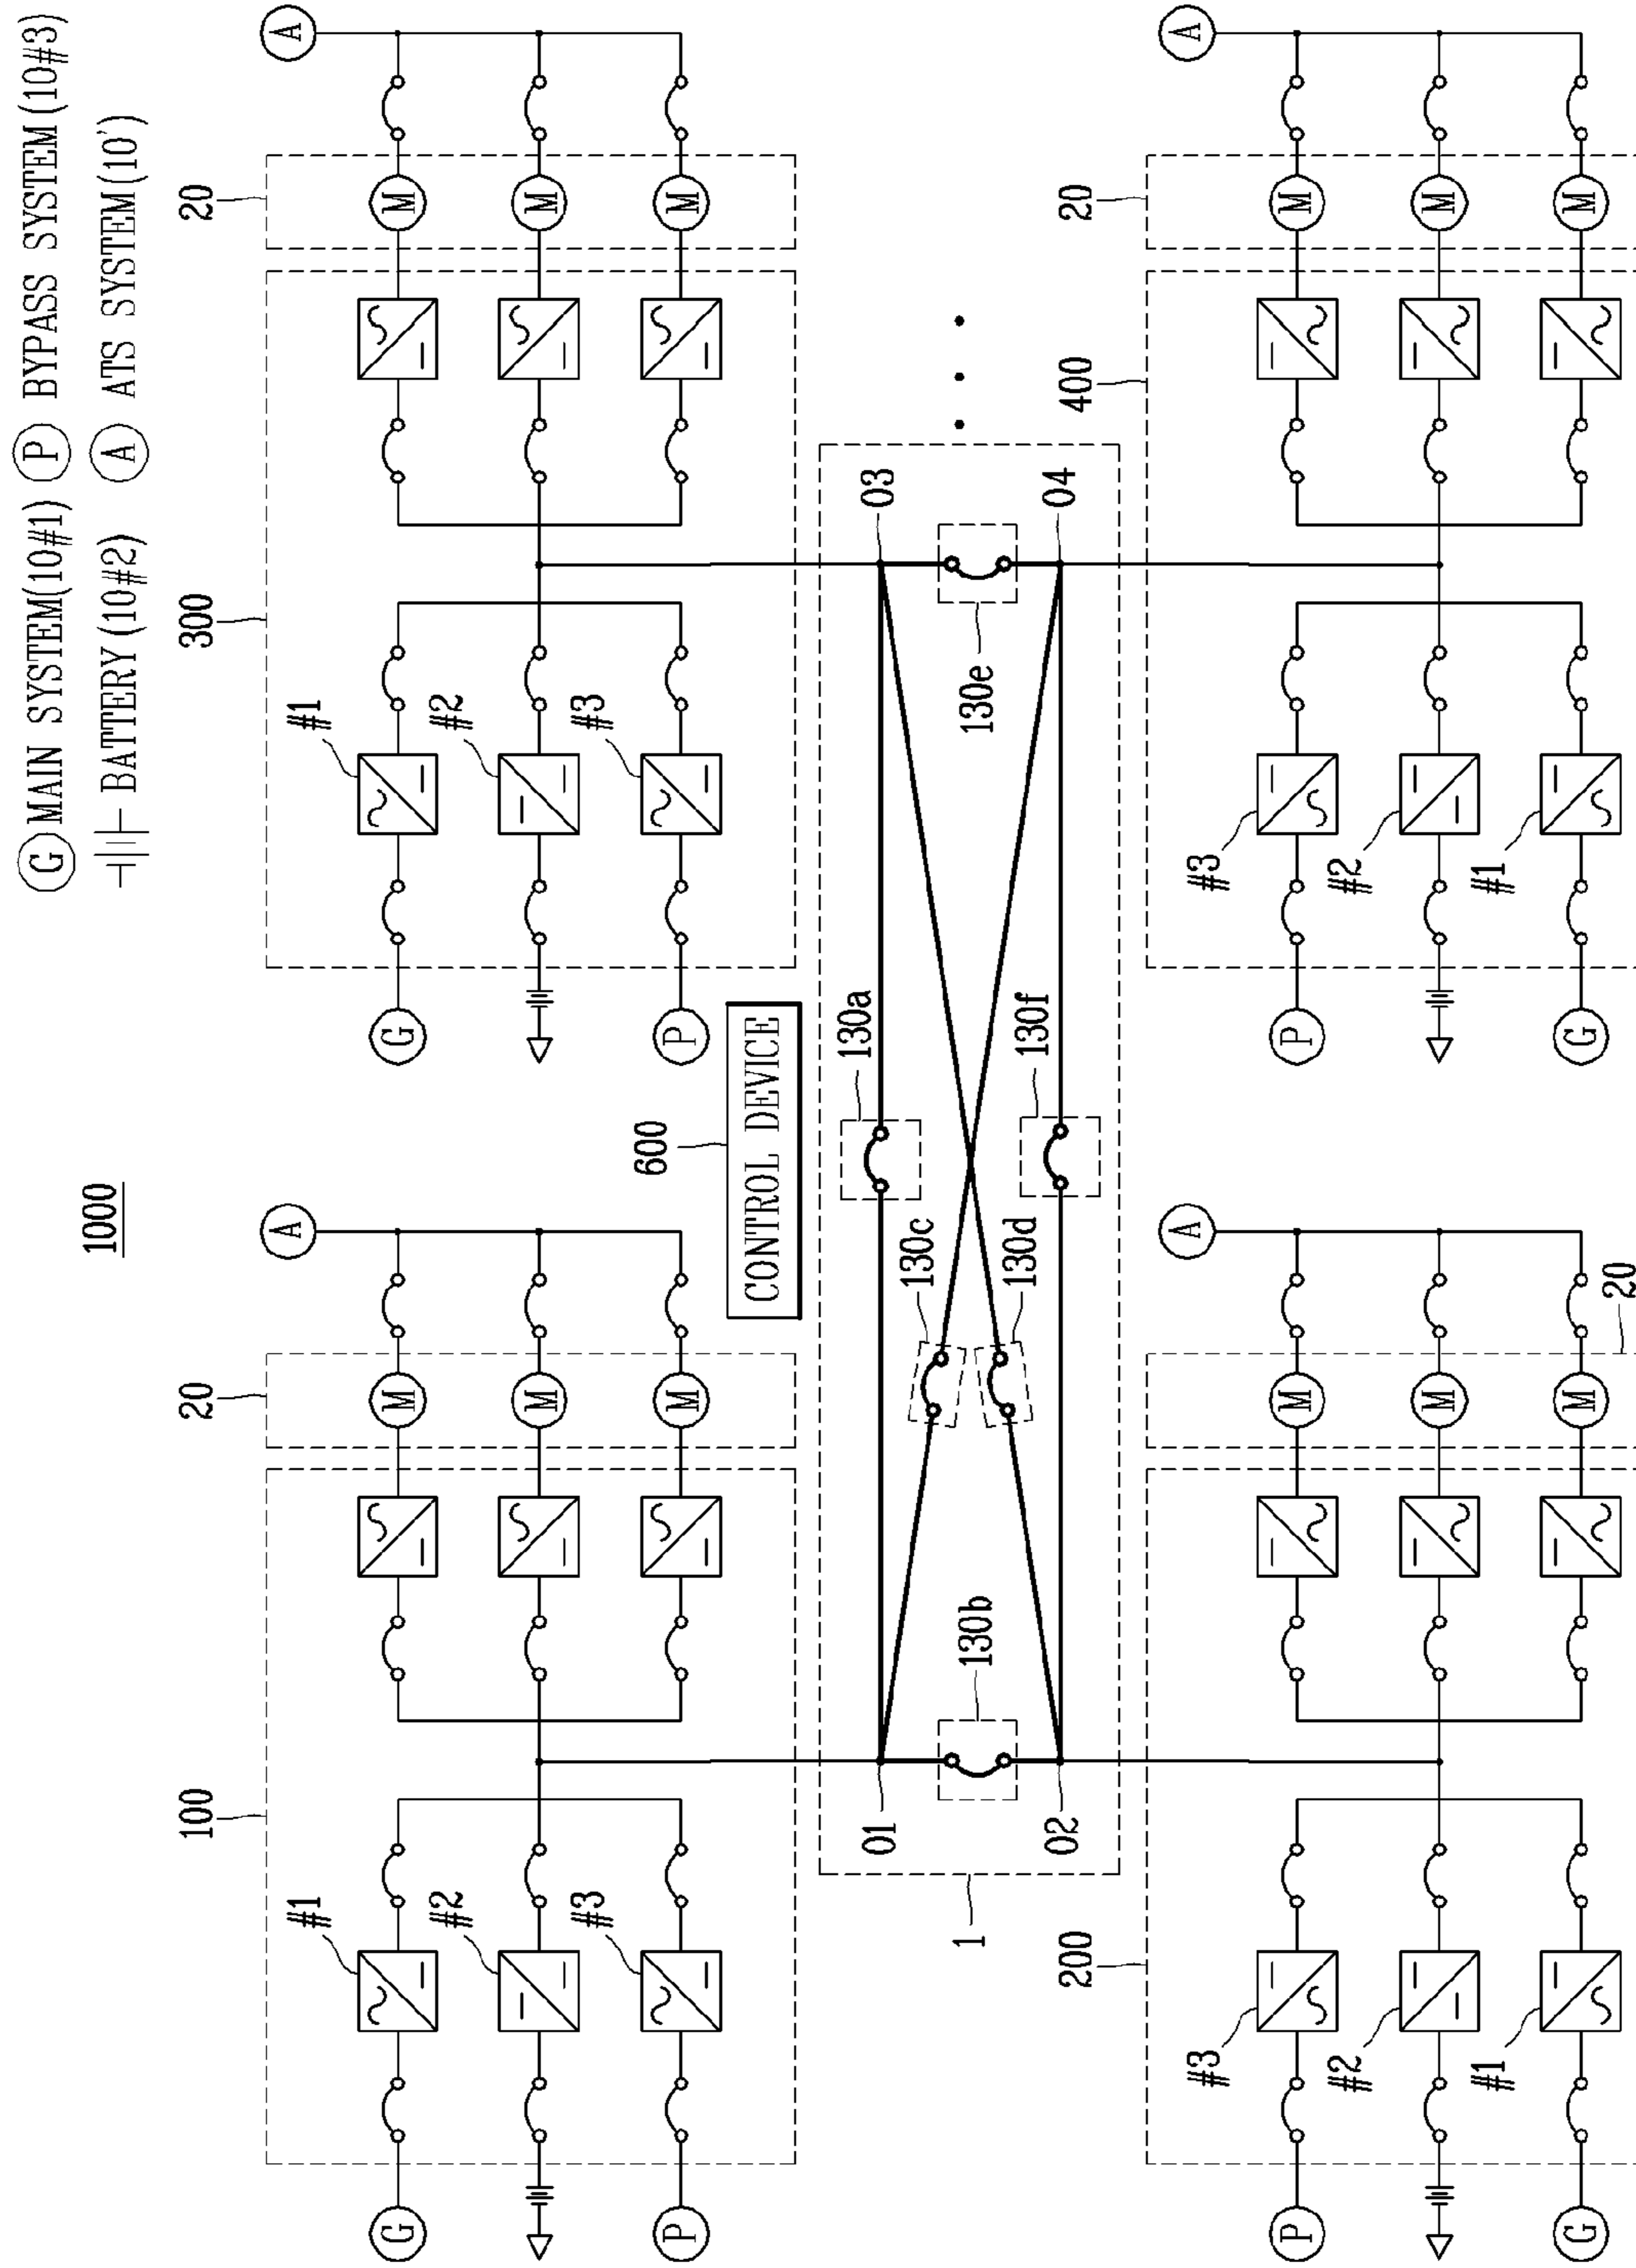 1000
G MAIN SYSTEM(10#1) P BYPASS SYSTEM(10#3)
BATTERY(10#2) A ATS SYSTEM(10')
100
20
300
20
G
#1
M
A
G
#1
M
A
#2
M
#2
M
P
#3
M
P
#3
M
600
CONTROL DEVICE
01
130a
03
130c
130b
130e
130d
02
130f
04
1
200
400
20
P
#3
M
A
P
#3
M
A
#2
M
#2
M
G
#1
M
G
#1
M
20